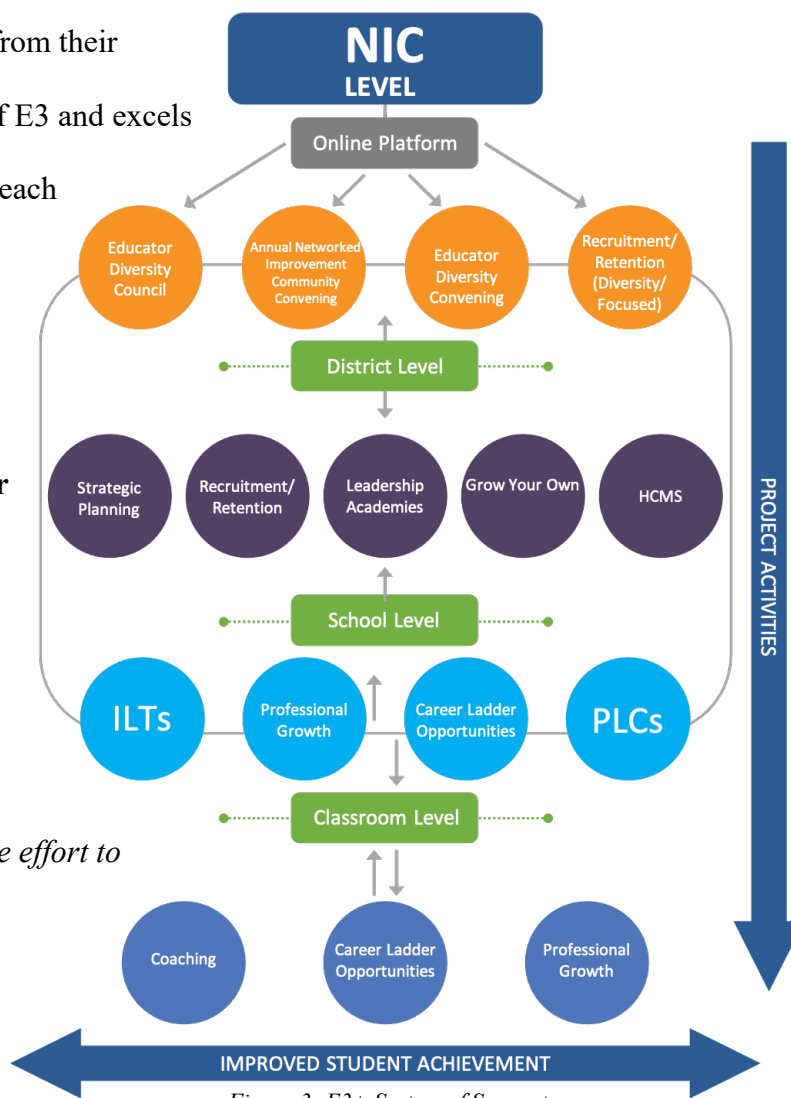 from their
NIC
LEVEL
f E3 and excels
Online Platform
each
Educator
Diversity
Council
Annual Networked
Improvement
Community
Convening
Educator
Diversity
Convening
Recruitment/
Retention
(Diversity/
Focused)
District Level
Strategic
Planning
Recruitment/
Retention
Leadership
Academies
Grow Your Own
HCMS
r
School Level
PROJECT ACTIVITIES
ILTs
Professional
Growth
Career Ladder
Opportunities
PLCs
Classroom Level
e effort to
Coaching
Career Ladder
Opportunities
Professional
Growth
IMPROVED STUDENT ACHIEVEMENT